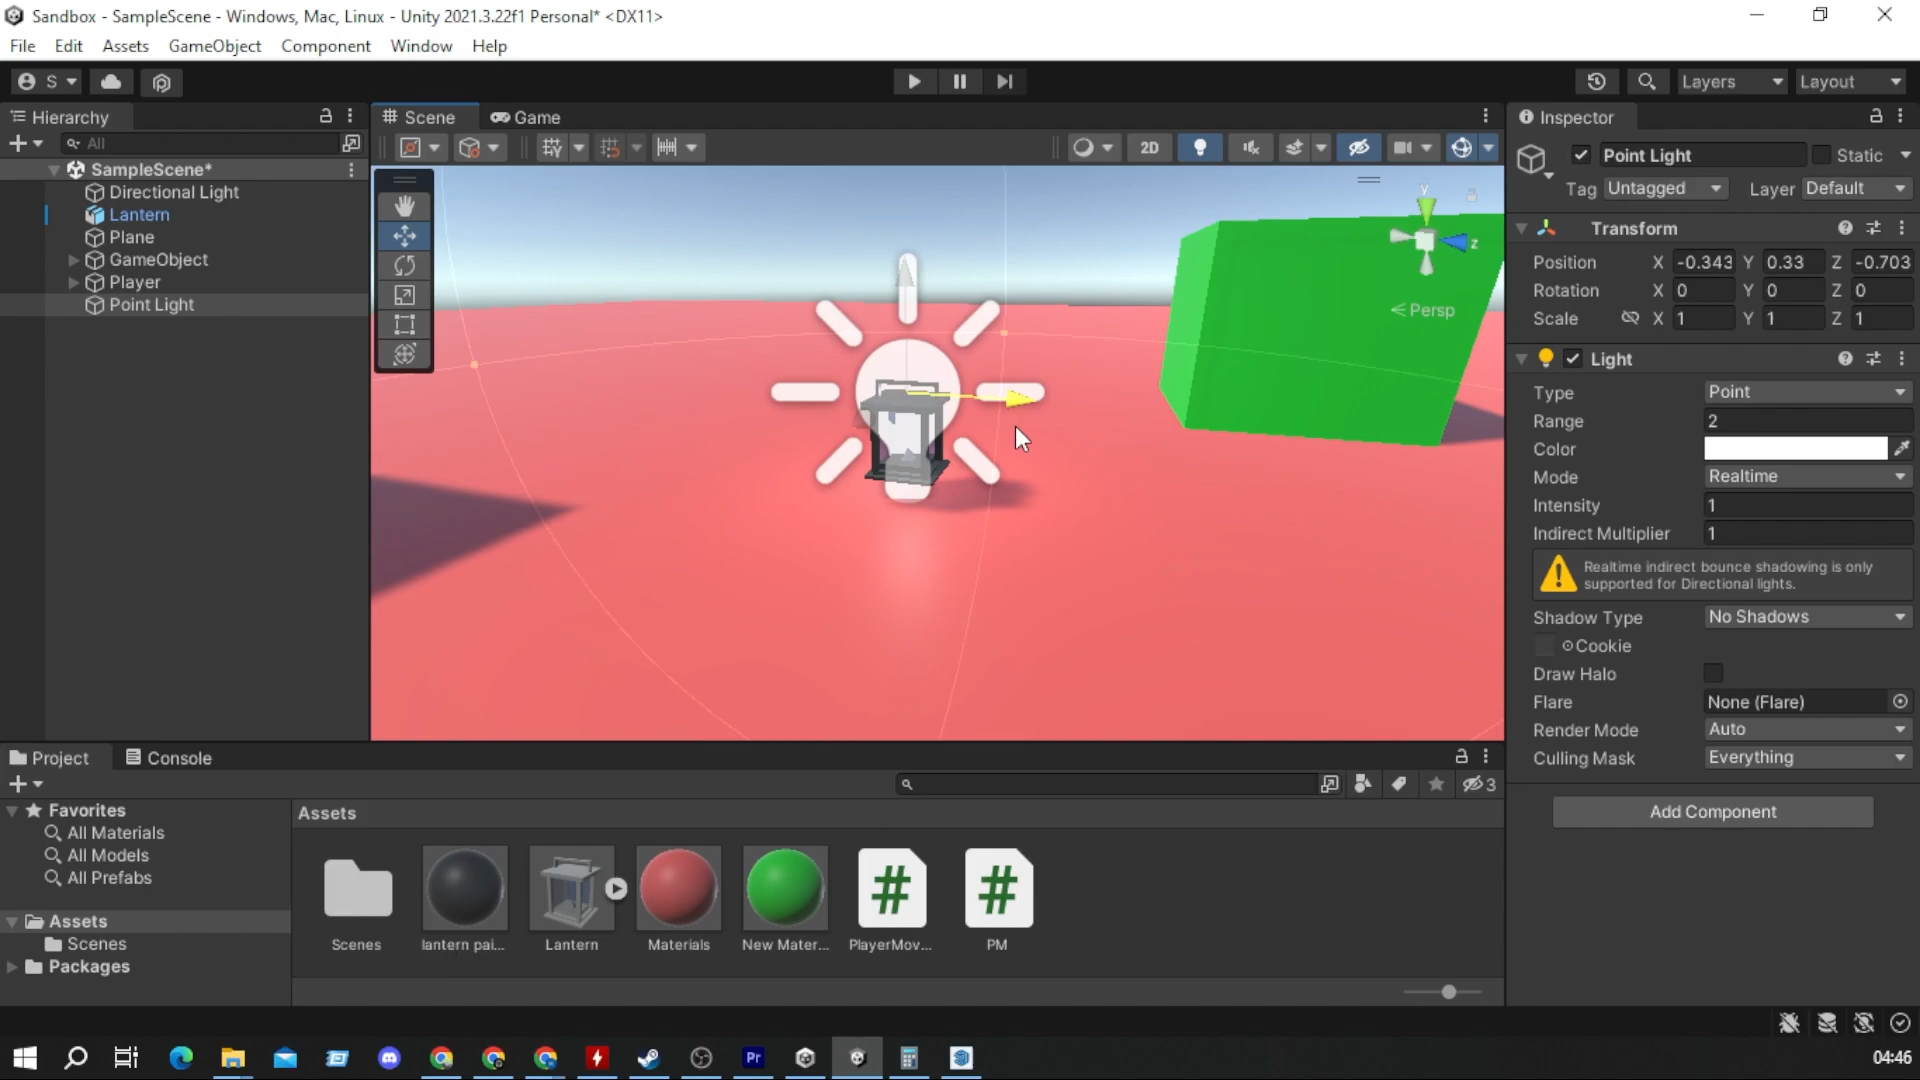 Sandbox - SampleScene - Windows, Mac, Linux - Unity 2021.3.22f1 Personal* <DX11>
File Edit Assets GameObject Component Window Help
S Layers Layout
Hierarchy
All
SampleScene*
Directional Light
Lantern
Plane
GameObject
Player
Point Light
Scene Game
2D
y
z
Persp
Inspector
Point Light Static
Tag Untagged Layer Default
Transform
Position X -0.343 Y 0.33 Z -0.703
Rotation X 0 Y 0 Z 0
Scale X 1 Y 1 Z 1
Light
Type Point
Range 2
Color
Mode Realtime
Intensity 1
Indirect Multiplier 1
Realtime indirect bounce shadowing is only
supported for Directional lights.
Shadow Type No Shadows
Cookie
Draw Halo
Flare None (Flare)
Render Mode Auto
Culling Mask Everything
Add Component
Project Console
3
Favorites
All Materials
All Models
All Prefabs
Assets
Scenes
Packages
Assets
Scenes lantern pai... Lantern Materials New Mater... PlayerMov... PM
Pr
04:46